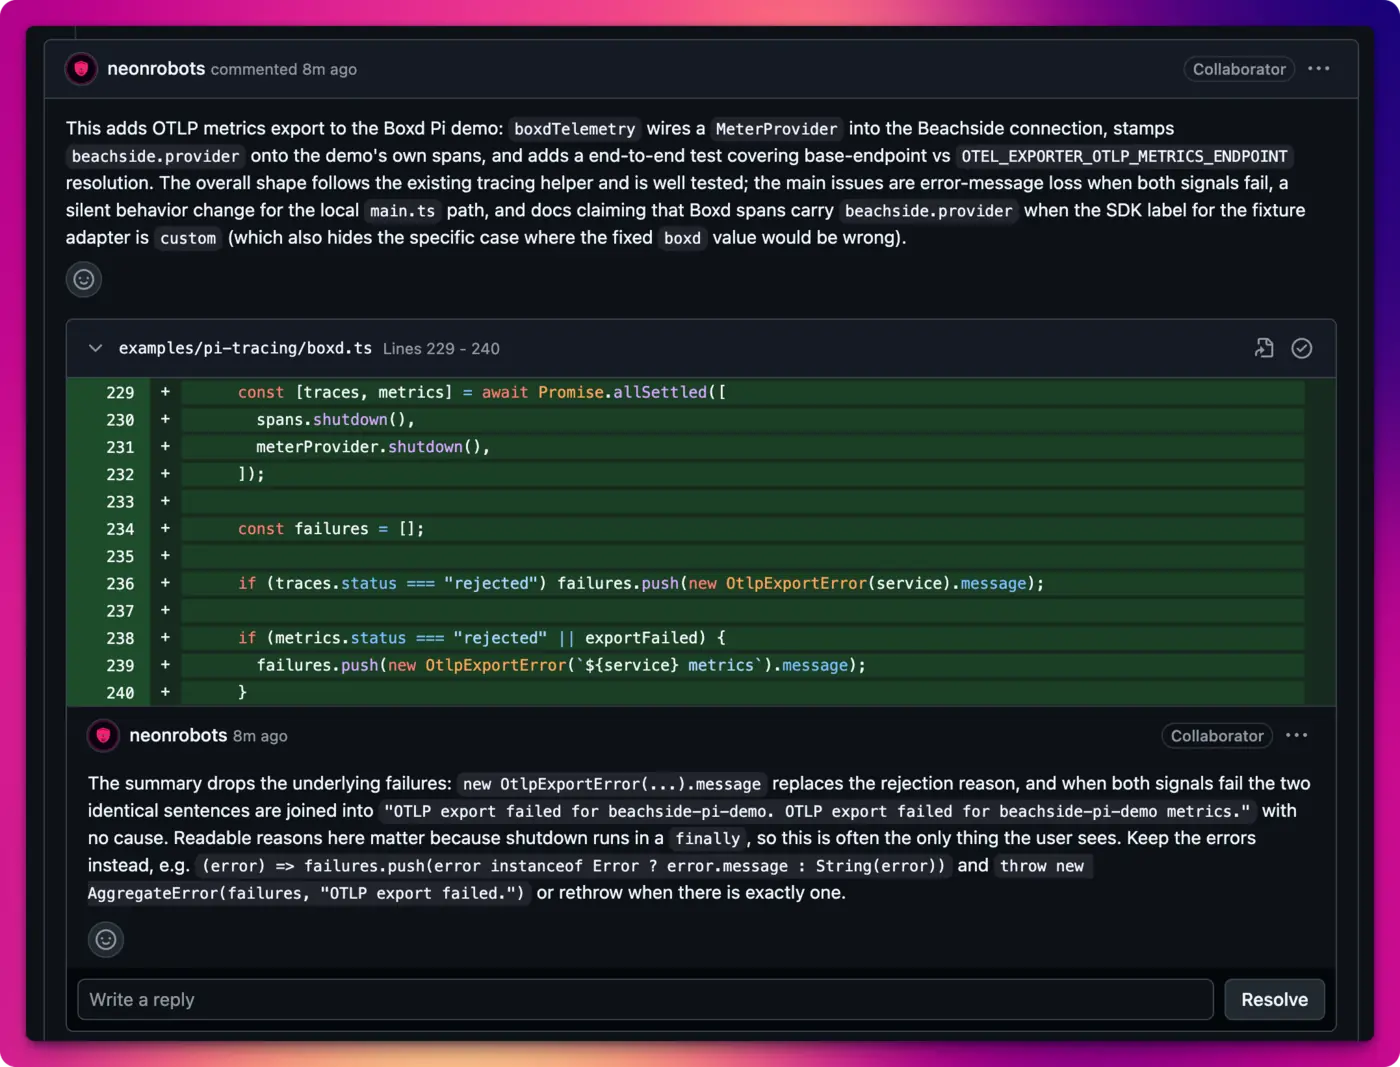 neonrobots commented 8m ago
Collaborator
This adds OTLP metrics export to the Boxd Pi demo: boxdTelemetry wires a MeterProvider into the Beachside connection, stamps
beachside.provider onto the demo's own spans, and adds a end-to-end test covering base-endpoint vs OTEL_EXPORTER_OTLP_METRICS_ENDPOINT
resolution. The overall shape follows the existing tracing helper and is well tested; the main issues are error-message loss when both signals fail, a
silent behavior change for the local main.ts path, and docs claiming that Boxd spans carry beachside.provider when the SDK label for the fixture
adapter is custom (which also hides the specific case where the fixed boxd value would be wrong).
examples/pi-tracing/boxd.ts Lines 229 - 240
229 + const [traces, metrics] = await Promise.allSettled([
230 + spans.shutdown(),
231 + meterProvider.shutdown(),
232 + ]);
233 +
234 + const failures = [];
235 +
236 + if (traces.status === "rejected") failures.push(new OtlpExportError(service).message);
237 +
238 + if (metrics.status === "rejected" || exportFailed) {
239 + failures.push(new OtlpExportError(`${service} metrics`).message);
240 + }
neonrobots 8m ago
Collaborator
The summary drops the underlying failures: new OtlpExportError(...).message replaces the rejection reason, and when both signals fail the two
identical sentences are joined into "OTLP export failed for beachside-pi-demo. OTLP export failed for beachside-pi-demo metrics." with
no cause. Readable reasons here matter because shutdown runs in a finally, so this is often the only thing the user sees. Keep the errors
instead, e.g. (error) => failures.push(error instanceof Error ? error.message : String(error)) and throw new
AggregateError(failures, "OTLP export failed.") or rethrow when there is exactly one.
Write a reply
Resolve